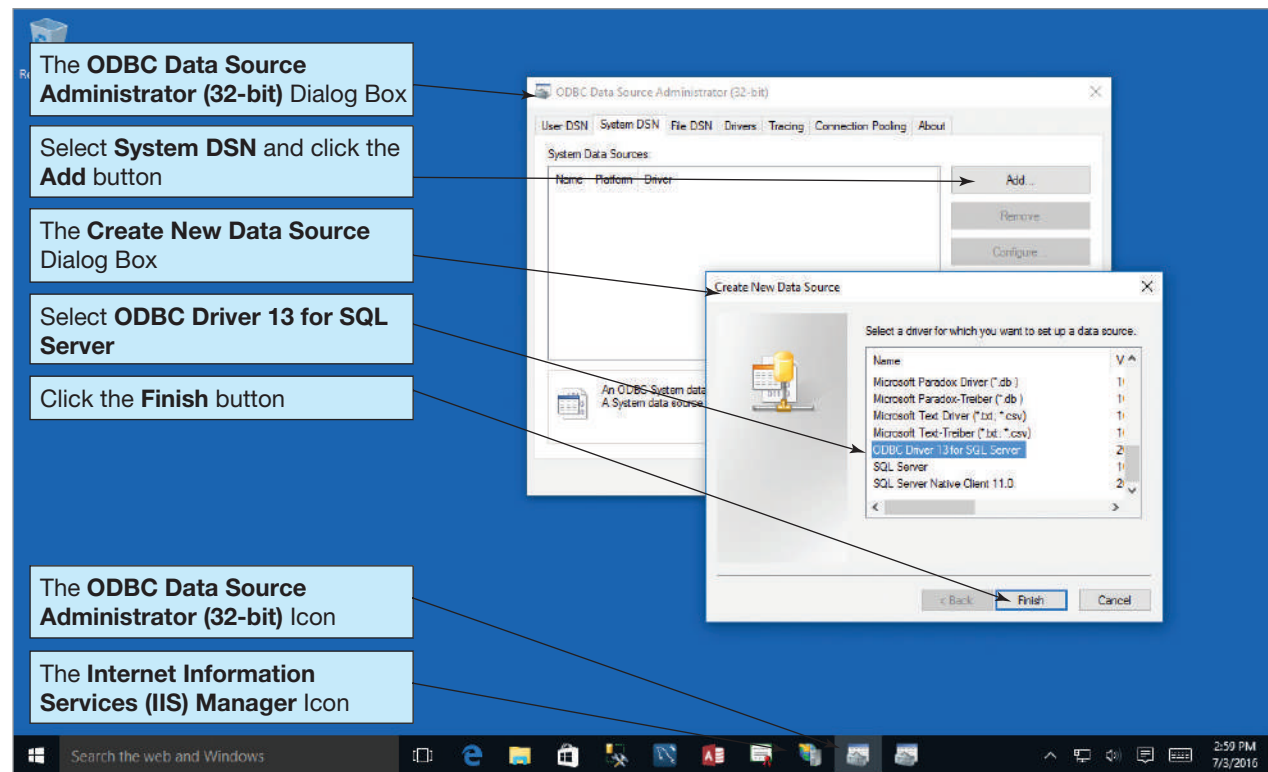 The ODBC Data Source
Administrator (32-bit) Dialog Box
Select System DSN and click the
Add button
The Create New Data Source
Dialog Box
Select ODBC Driver 13 for SQL
Server
Click the Finish button
The ODBC Data Source
Administrator (32-bit) Icon
The Internet Information
Services (IIS) Manager Icon
ODBC Data Source Administrator (32-bit)
User DSN System DSN File DSN Drivers Tracing Connection Pooling About
System Data Sources:
Name Platform Driver
Add...
Remove
Configure...
An ODBC System data
A System data source
Create New Data Source
Select a driver for which you want to set up a data source.
Name V
Microsoft Paradox Driver (*.db )
Microsoft Paradox-Treiber (*.db )
Microsoft Text Driver (*.txt; *.csv)
Microsoft Text-Treiber (*.txt; *.csv)
ODBC Driver 13 for SQL Server
SQL Server
SQL Server Native Client 11.0
< Back Finish Cancel
Search the web and Windows
2:59 PM
7/3/2016